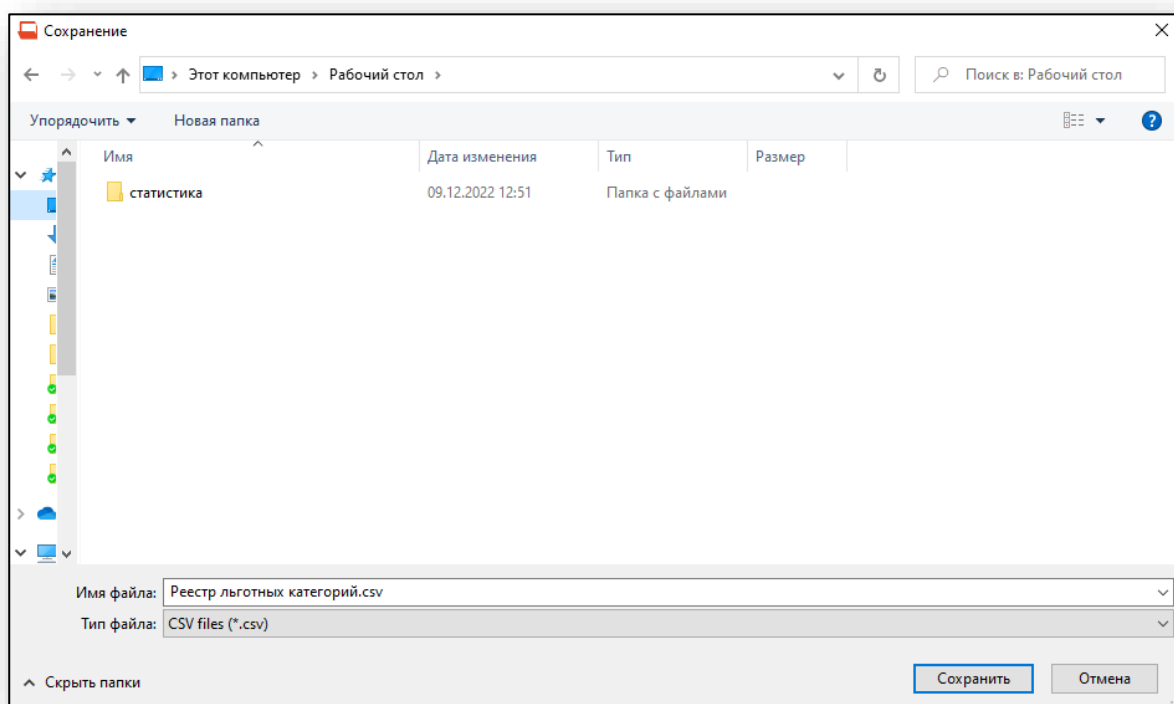 Сохранение
Этот компьютер > Рабочий стол >
Поиск в: Рабочий стол
Упорядочить
Новая папка
Имя Дата изменения Тип Размер
статистика 09.12.2022 12:51 Папка с файлами
Имя файла: Реестр льготных категорий.csv
Тип файла: CSV files (*.csv)
Скрыть папки
Сохранить
Отмена